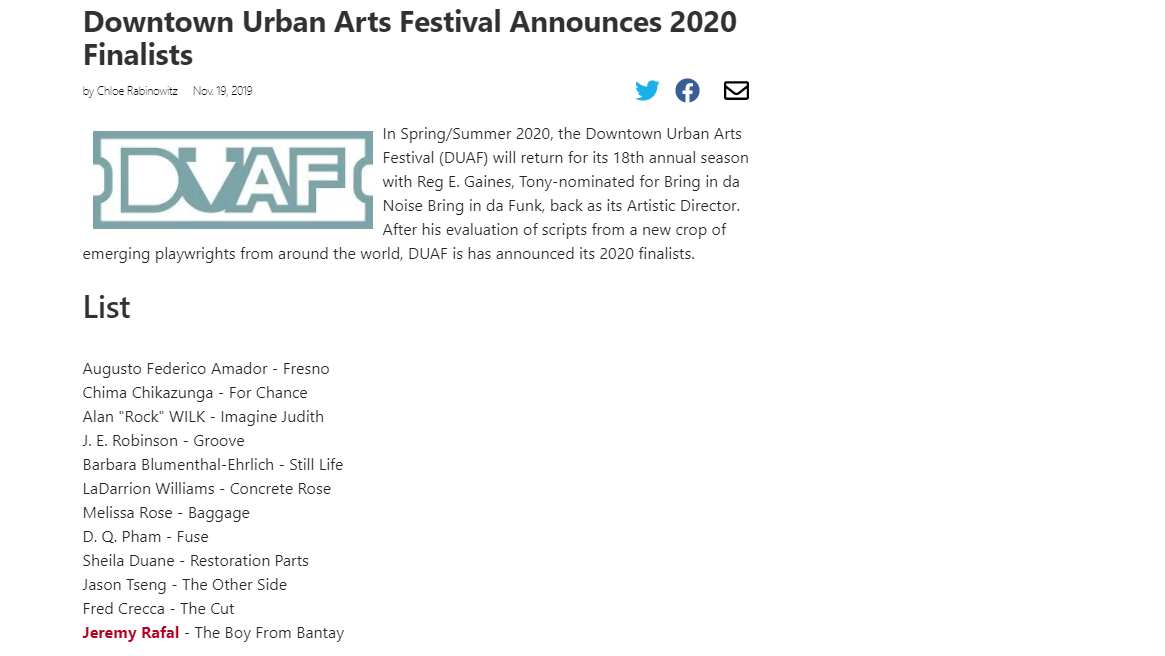 Downtown Urban Arts Festival Announces 2020
Finalists
by Chloe Rabinowitz Nov. 19, 2019
DUAF
In Spring/Summer 2020, the Downtown Urban Arts
Festival (DUAF) will return for its 18th annual season
with Reg E. Gaines, Tony-nominated for Bring in da
Noise Bring in da Funk, back as its Artistic Director.
After his evaluation of scripts from a new crop of
emerging playwrights from around the world, DUAF is has announced its 2020 finalists.
List
Augusto Federico Amador - Fresno
Chima Chikazunga - For Chance
Alan "Rock" WILK - Imagine Judith
J. E. Robinson - Groove
Barbara Blumenthal-Ehrlich - Still Life
LaDarrion Williams - Concrete Rose
Melissa Rose - Baggage
D. Q. Pham - Fuse
Sheila Duane - Restoration Parts
Jason Tseng - The Other Side
Fred Crecca - The Cut
Jeremy Rafal - The Boy From Bantay